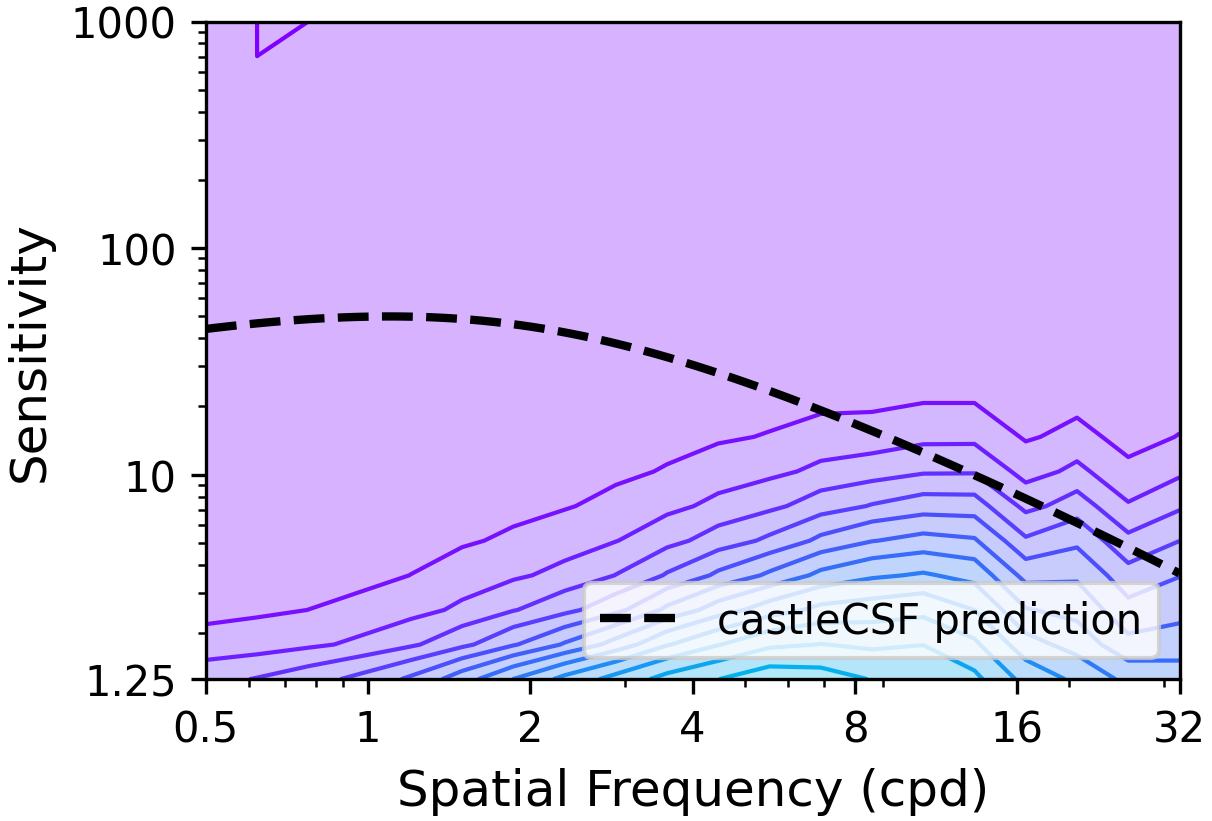 1000
100
10
1.25
Sensitivity
castleCSF prediction
0.5 1 2 4 8 16 32
Spatial Frequency (cpd)